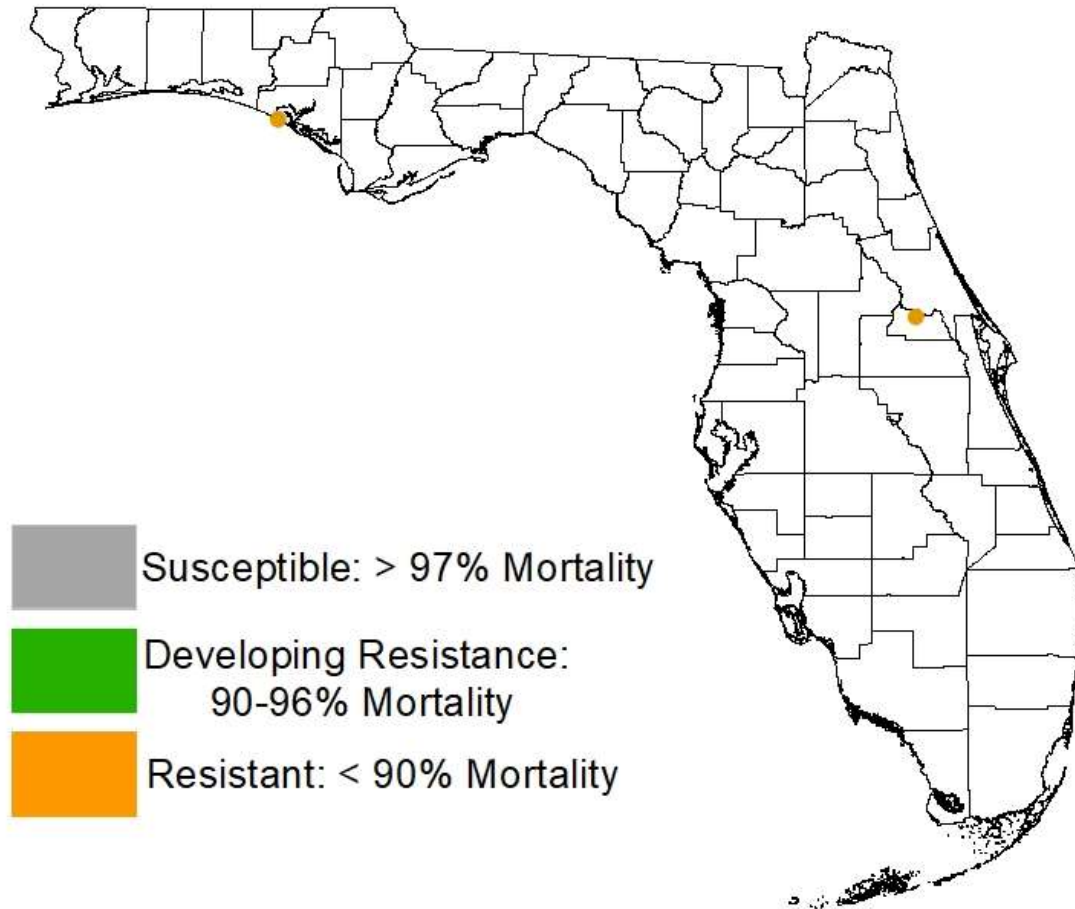 Susceptible: > 97% Mortality
Developing Resistance:
90-96% Mortality
Resistant: < 90% Mortality